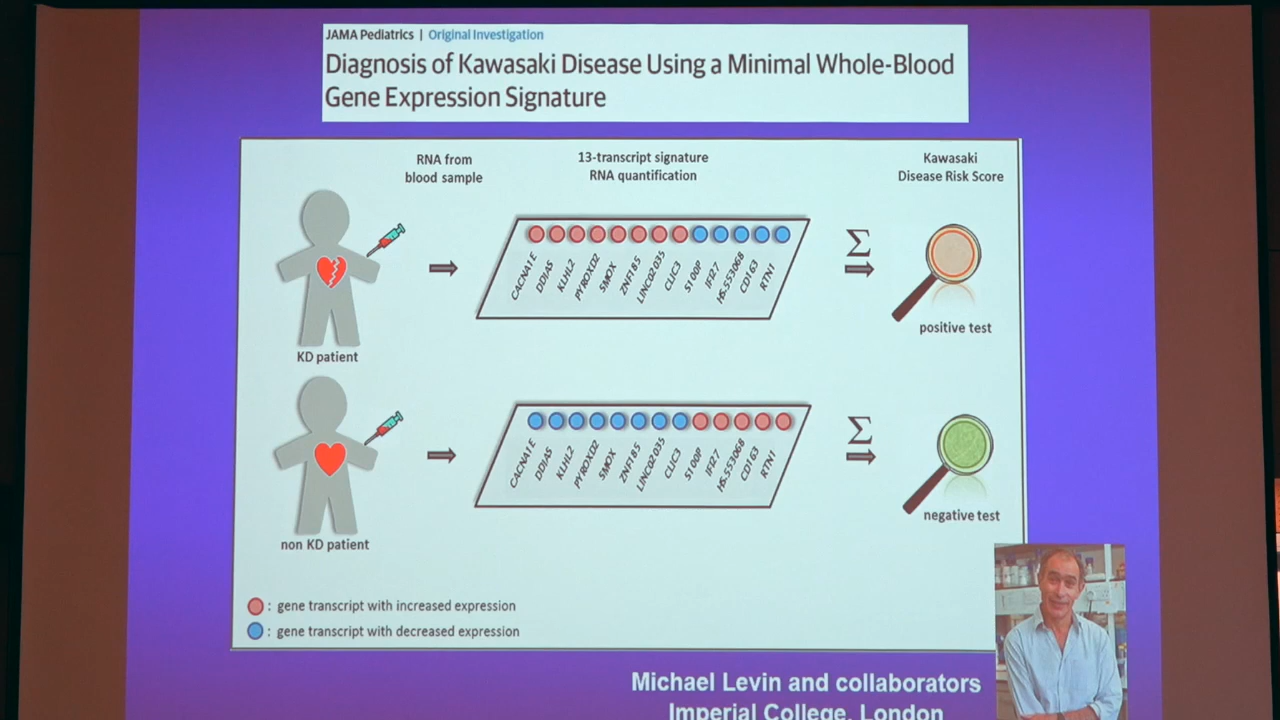 JAMA Pediatrics | Original Investigation
Diagnosis of Kawasaki Disease Using a Minimal Whole-Blood
Gene Expression Signature
RNA from
blood sample
13-transcript signature
RNA quantification
Kawasaki
Disease Risk Score
CACNA1E
DDIAS
KLHL2
PYROXD2
SMOX
ZNF185
LINC02035
CLIC3
S100P
IFI27
HS.553068
CD163
RTN1
Σ
KD patient
positive test
CACNA1E
DDIAS
KLHL2
PYROXD2
SMOX
ZNF185
LINC02035
CLIC3
S100P
IFI27
HS.553068
CD163
RTN1
Σ
non KD patient
negative test
: gene transcript with increased expression
: gene transcript with decreased expression
Michael Levin and collaborators
Imperial College, London